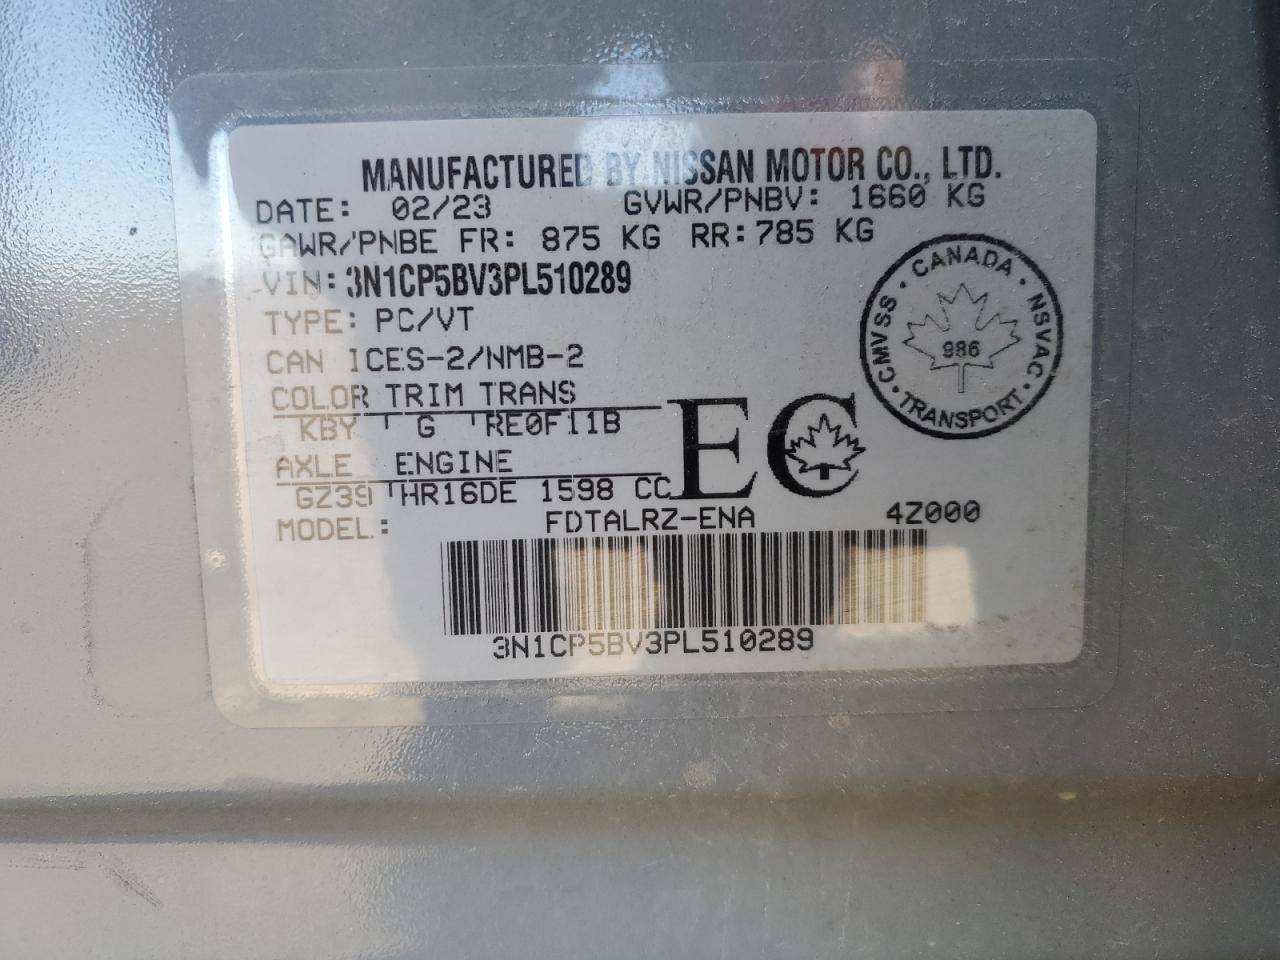 MANUFACTURED BY NISSAN MOTOR CO., LTD.
DATE: 02/23 GVWR/PNBV: 1660 KG
GAWR/PNBE FR: 875 KG RR:785 KG
VIN: 3N1CP5BV3PL510289
TYPE: PC/VT
CAN ICES-2/NMB-2
COLOR TRIM TRANS
KBY G RE0F11B
AXLE ENGINE
GZ39 HR16DE 1598 CC
EC
MODEL: FDTALRZ-ENA 4Z000
3N1CP5BV3PL510289
CANADA
CMVSS · NSVAC
986
TRANSPORT